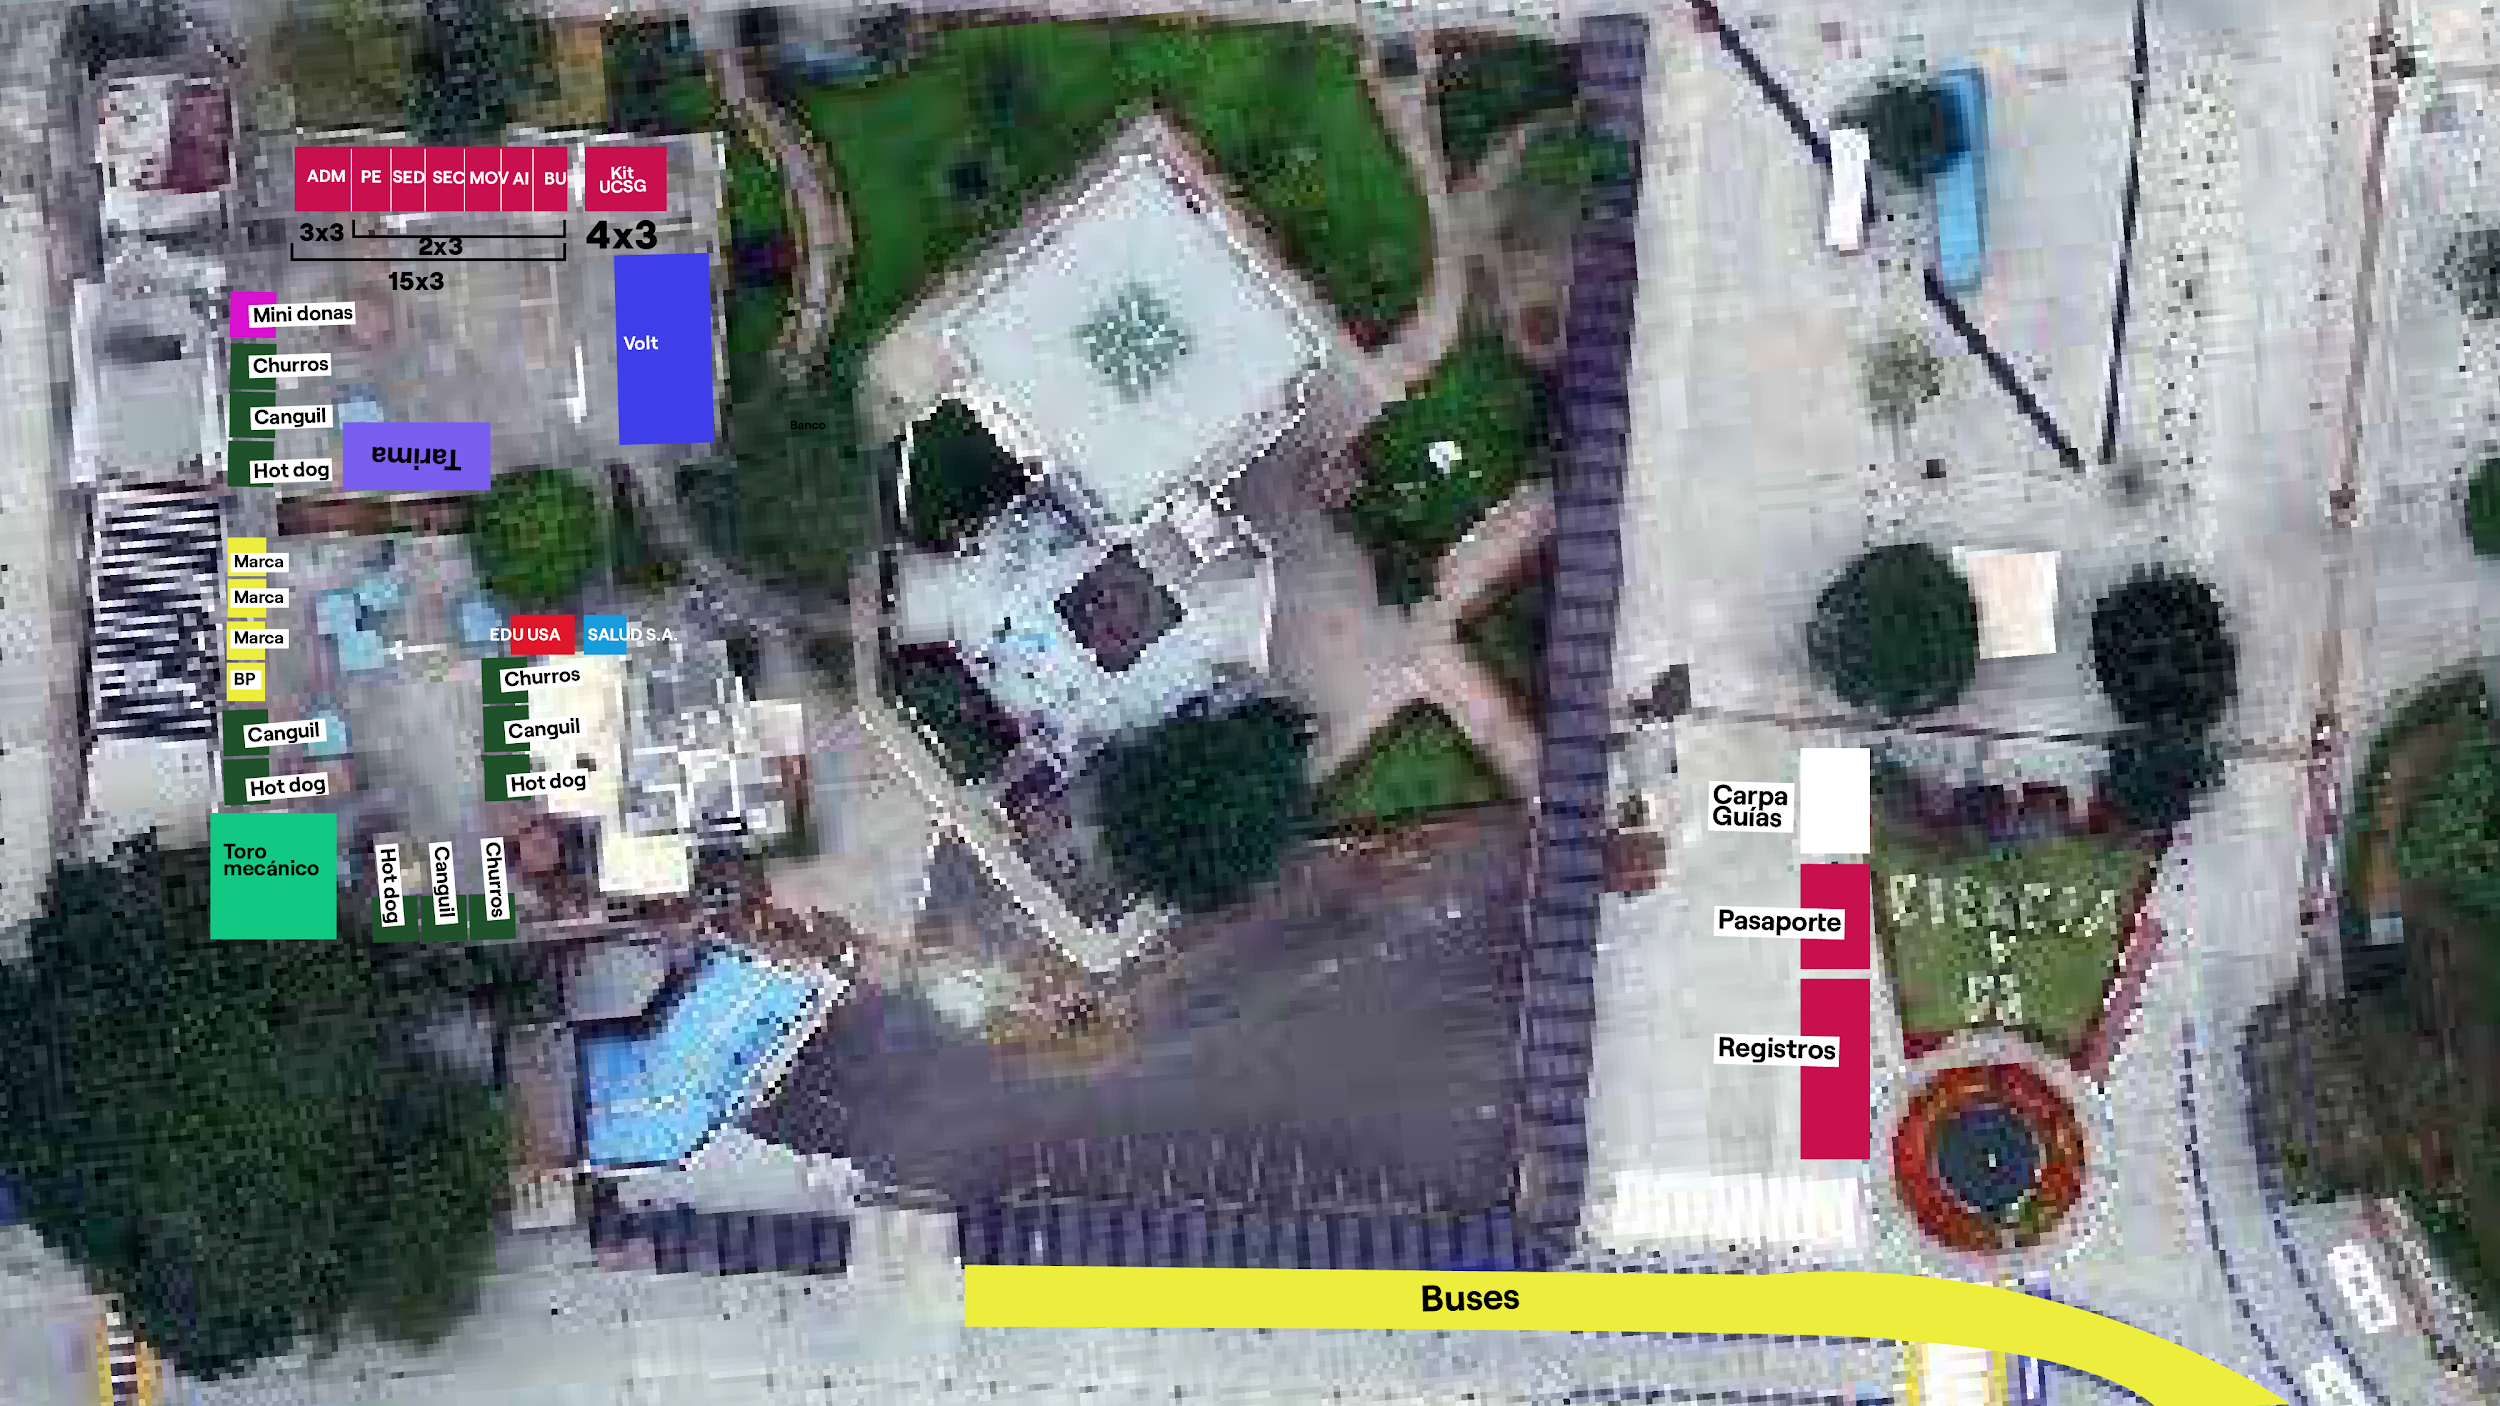 ADM PE SED SEC MOV AI BU
Kit
UCSG
3x3
2x3
4x3
15x3
Mini donas
Churros
Canguil
Hot dog
Volt
Tarima
Banco
Marca
Marca
Marca
BP
EDU USA
SALUD S.A.
Canguil
Hot dog
Churros
Canguil
Hot dog
Toro
mecánico
Hot dog
Canguil
Churros
Carpa
Guías
Pasaporte
Registros
Buses